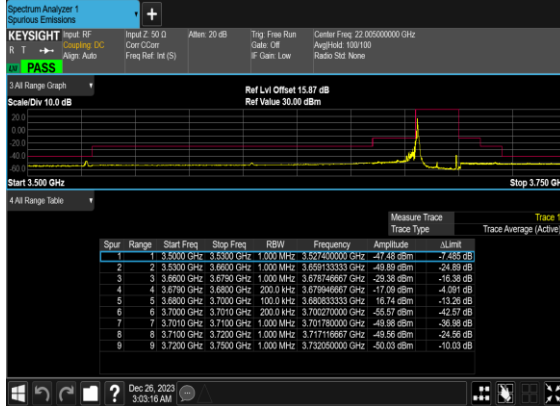 Spectrum Analyzer 1
Spurious Emissions
KEYSIGHT Input: RF Input Z: 50 Ω Atten: 20 dB Trig: Free Run Center Freq: 22.005000000 GHz
R T Coupling: DC Corr CCorr Gate: Off Avg|Hold: 100/100
Align: Auto Freq Ref: Int (S) IF Gain: Low Radio Std: None
PASS
3 All Range Graph
Ref Lvl Offset 15.87 dB
Scale/Div 10.0 dB Ref Value 30.00 dBm
20.0
0.00
-20.0
-40.0
-60.0
Start 3.500 GHz Stop 3.750 GH
4 All Range Table
Measure Trace Trace 1
Trace Type Trace Average (Active)
Spur Range Start Freq Stop Freq RBW Frequency Amplitude ΔLimit
1 1 3.5000 GHz 3.5300 GHz 1.000 MHz 3.527400000 GHz -47.48 dBm -7.485 dB
2 2 3.5300 GHz 3.6600 GHz 1.000 MHz 3.659133333 GHz -49.89 dBm -24.89 dB
3 3 3.6600 GHz 3.6790 GHz 1.000 MHz 3.678746667 GHz -29.38 dBm -16.38 dB
4 4 3.6790 GHz 3.6800 GHz 200.0 kHz 3.679946667 GHz -17.09 dBm -4.091 dB
5 5 3.6800 GHz 3.7000 GHz 100.0 kHz 3.680833333 GHz 16.74 dBm -13.26 dB
6 6 3.7000 GHz 3.7010 GHz 200.0 kHz 3.700270000 GHz -55.57 dBm -42.57 dB
7 7 3.7010 GHz 3.7100 GHz 1.000 MHz 3.701780000 GHz -49.98 dBm -36.98 dB
8 8 3.7100 GHz 3.7200 GHz 1.000 MHz 3.717116667 GHz -49.56 dBm -24.56 dB
9 9 3.7200 GHz 3.7500 GHz 1.000 MHz 3.732050000 GHz -50.03 dBm -10.03 dB
Dec 26, 2023
3:03:16 AM